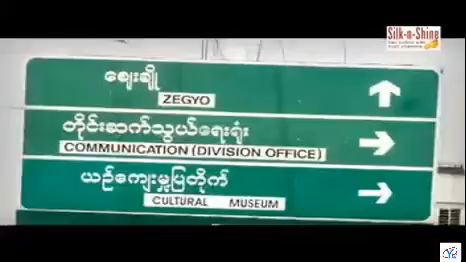 Silk-n-Shine
ဈေးချို
ZEGYO
တိုင်းဆက်သွယ်ရေးရုံး
COMMUNICATION (DIVISION OFFICE)
ယဉ်ကျေးမှုပြတိုက်
CULTURAL MUSEUM